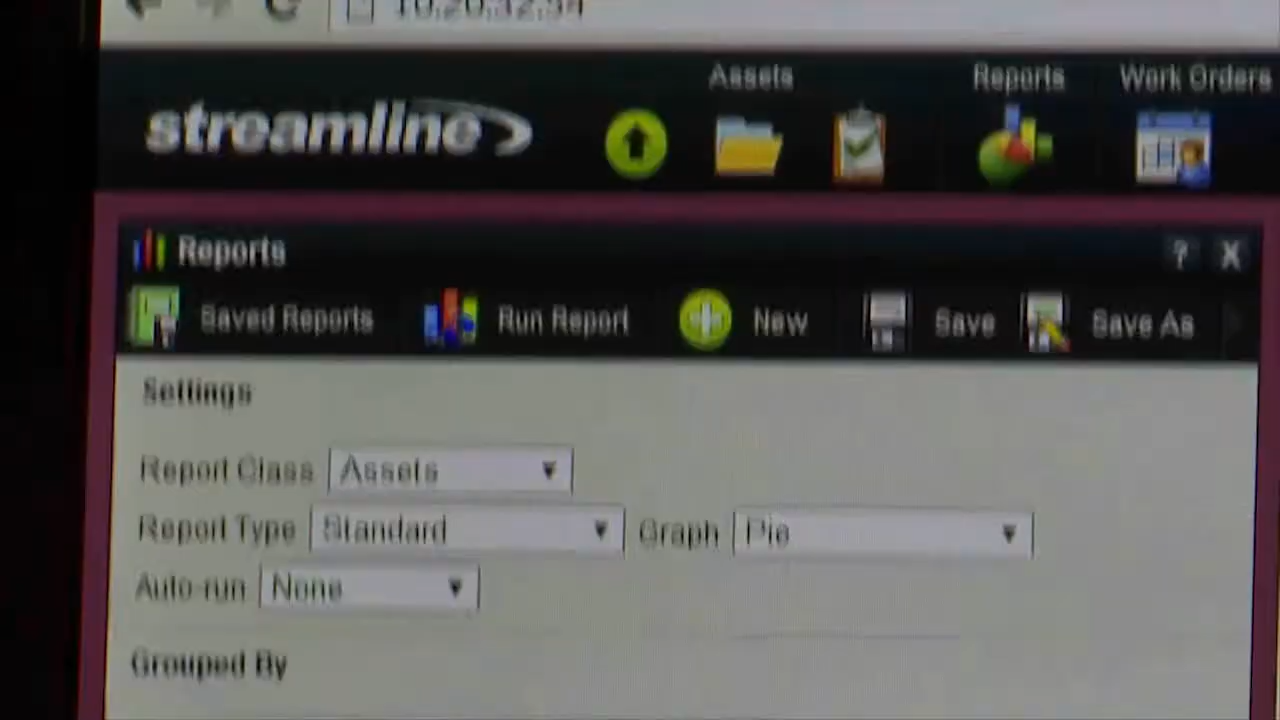 Assets Reports Work Orders
streamline
Reports ? X
Saved Reports Run Report New Save Save As
Settings
Report Class Assets
Report Type Standard Graph Pie
Auto-run None
Grouped By